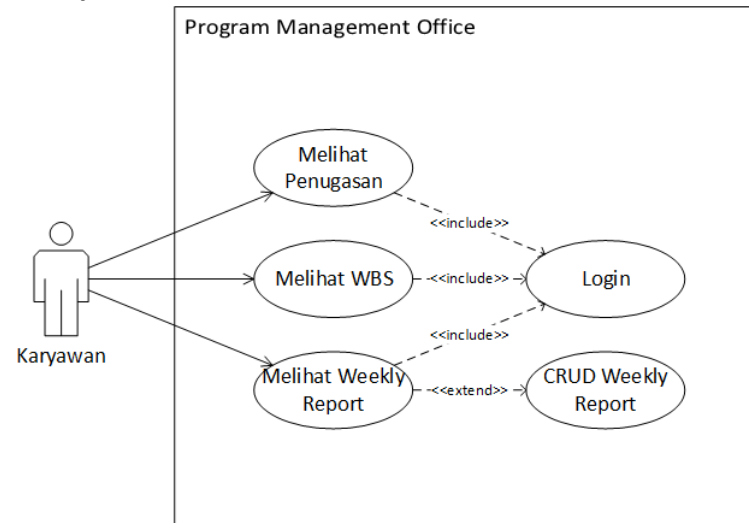 Program Management Office
Melihat
Penugasan
<<include>>
Melihat WBS
<<include>>
Login
<<include>>
Karyawan
Melihat Weekly
Report
<<extend>>
CRUD Weekly
Report